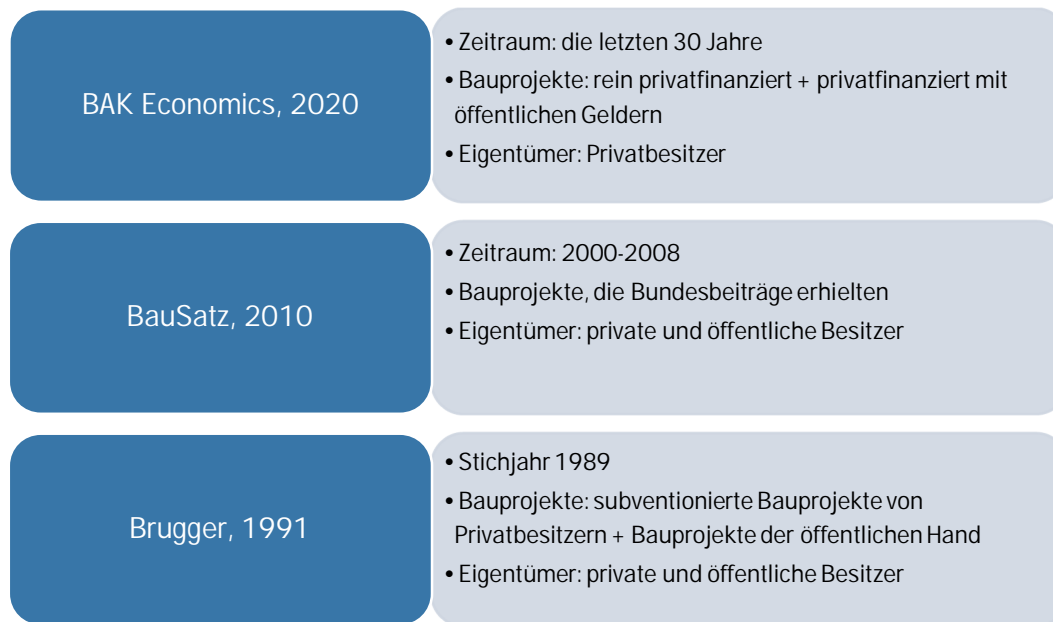 BAK Economics, 2020
• Zeitraum: die letzten 30 Jahre
• Bauprojekte: rein privatfinanziert + privatfinanziert mit
öffentlichen Geldern
• Eigentümer: Privatbesitzer
BauSatz, 2010
• Zeitraum: 2000-2008
• Bauprojekte, die Bundesbeiträge erhielten
• Eigentümer: private und öffentliche Besitzer
Brugger, 1991
• Stichjahr 1989
• Bauprojekte: subventionierte Bauprojekte von
Privatbesitzern + Bauprojekte der öffentlichen Hand
• Eigentümer: private und öffentliche Besitzer